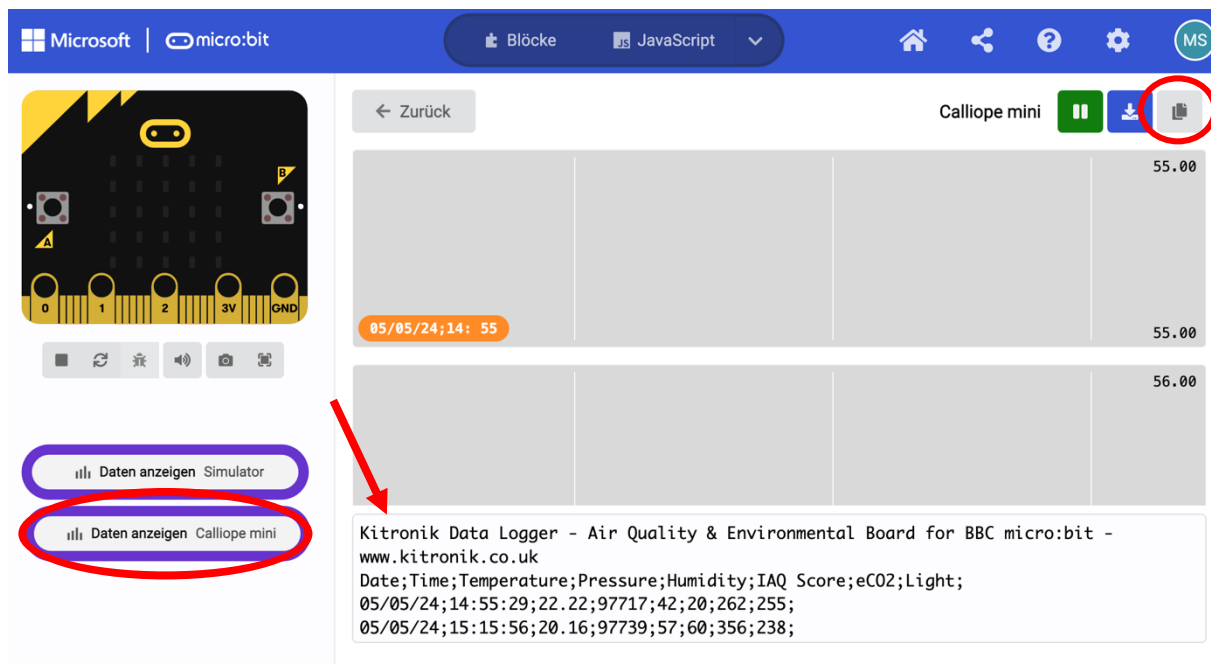 Microsoft | micro:bit
Blöcke
JS JavaScript
MS
B
A
0 1 2 3V GND
← Zurück
Calliope mini
55.00
05/05/24;14: 55
55.00
56.00
Daten anzeigen Simulator
Daten anzeigen Calliope mini
Kitronik Data Logger - Air Quality & Environmental Board for BBC micro:bit -
www.kitronik.co.uk
Date;Time;Temperature;Pressure;Humidity;IAQ Score;eCO2;Light;
05/05/24;14:55:29;22.22;97717;42;20;262;255;
05/05/24;15:15:56;20.16;97739;57;60;356;238;